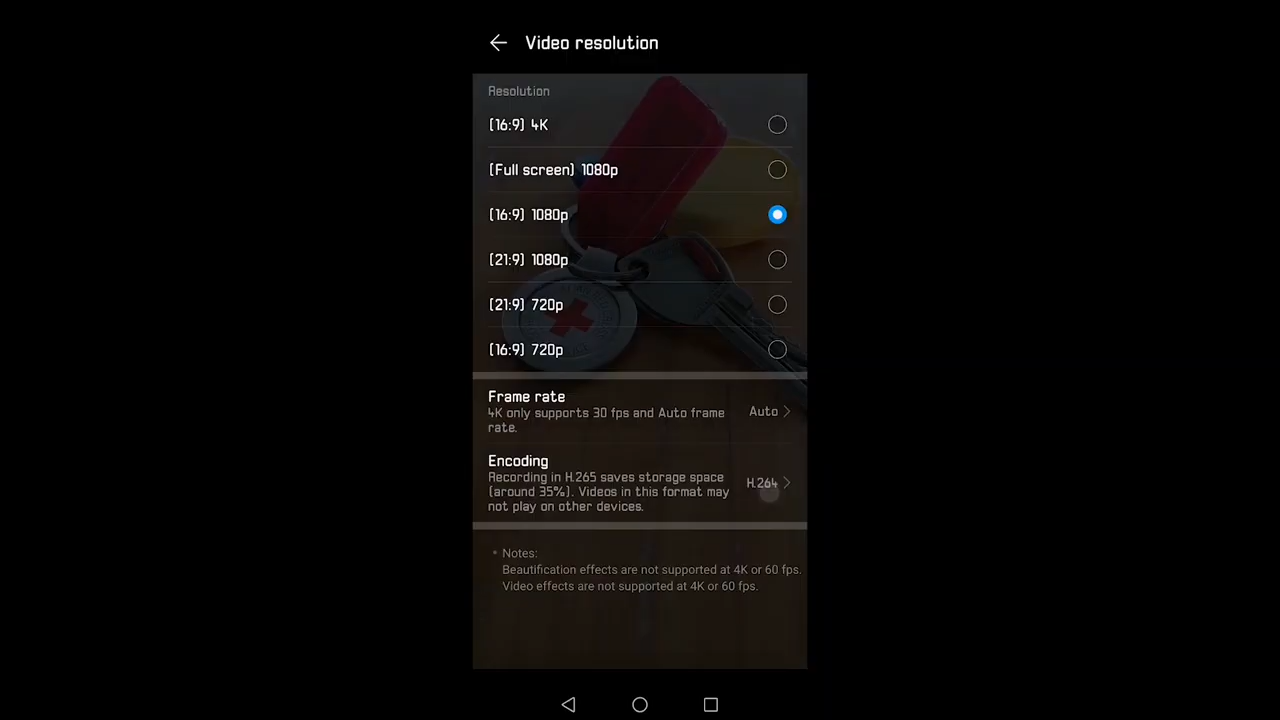 Video resolution
Resolution
[16:9] 4K
[Full screen] 1080p
[16:9] 1080p
[21:9] 1080p
[21:9] 720p
[16:9] 720p
Frame rate
4K only supports 30 fps and Auto frame
rate.
Auto
Encoding
Recording in H.265 saves storage space
(around 35%). Videos in this format may
not play on other devices.
H.264
• Notes:
Beautification effects are not supported at 4K or 60 fps.
Video effects are not supported at 4K or 60 fps.